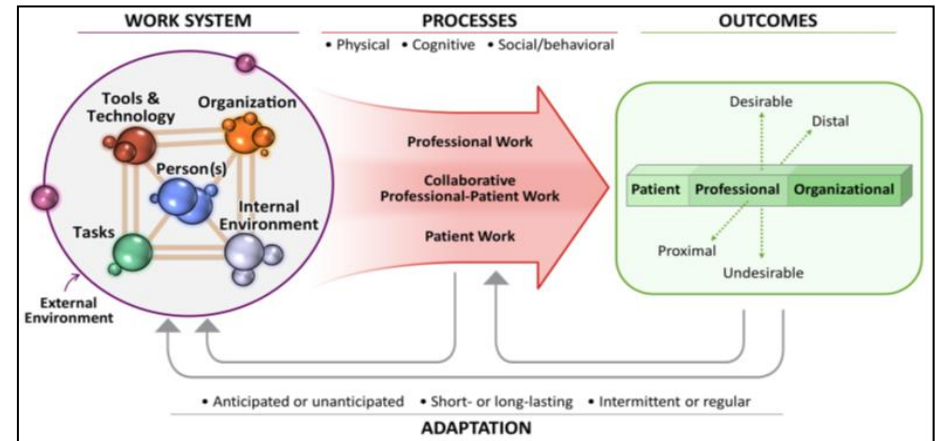 WORK SYSTEM
PROCESSES
OUTCOMES
• Physical • Cognitive • Social/behavioral
Tools &
Technology
Organization
Person(s)
Internal
Environment
Tasks
External
Environment
Professional Work
Collaborative
Professional-Patient Work
Patient Work
Desirable
Distal
Patient
Professional
Organizational
Proximal
Undesirable
• Anticipated or unanticipated • Short- or long-lasting • Intermittent or regular
ADAPTATION